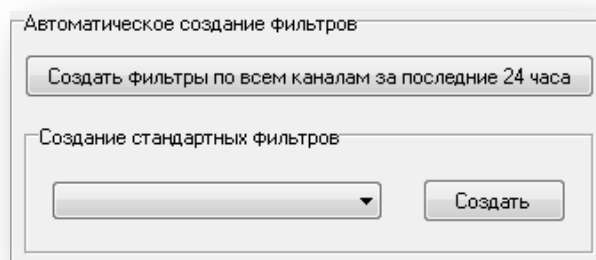 Автоматическое создание фильтров
Создать фильтры по всем каналам за последние 24 часа
Создание стандартных фильтров
Создать